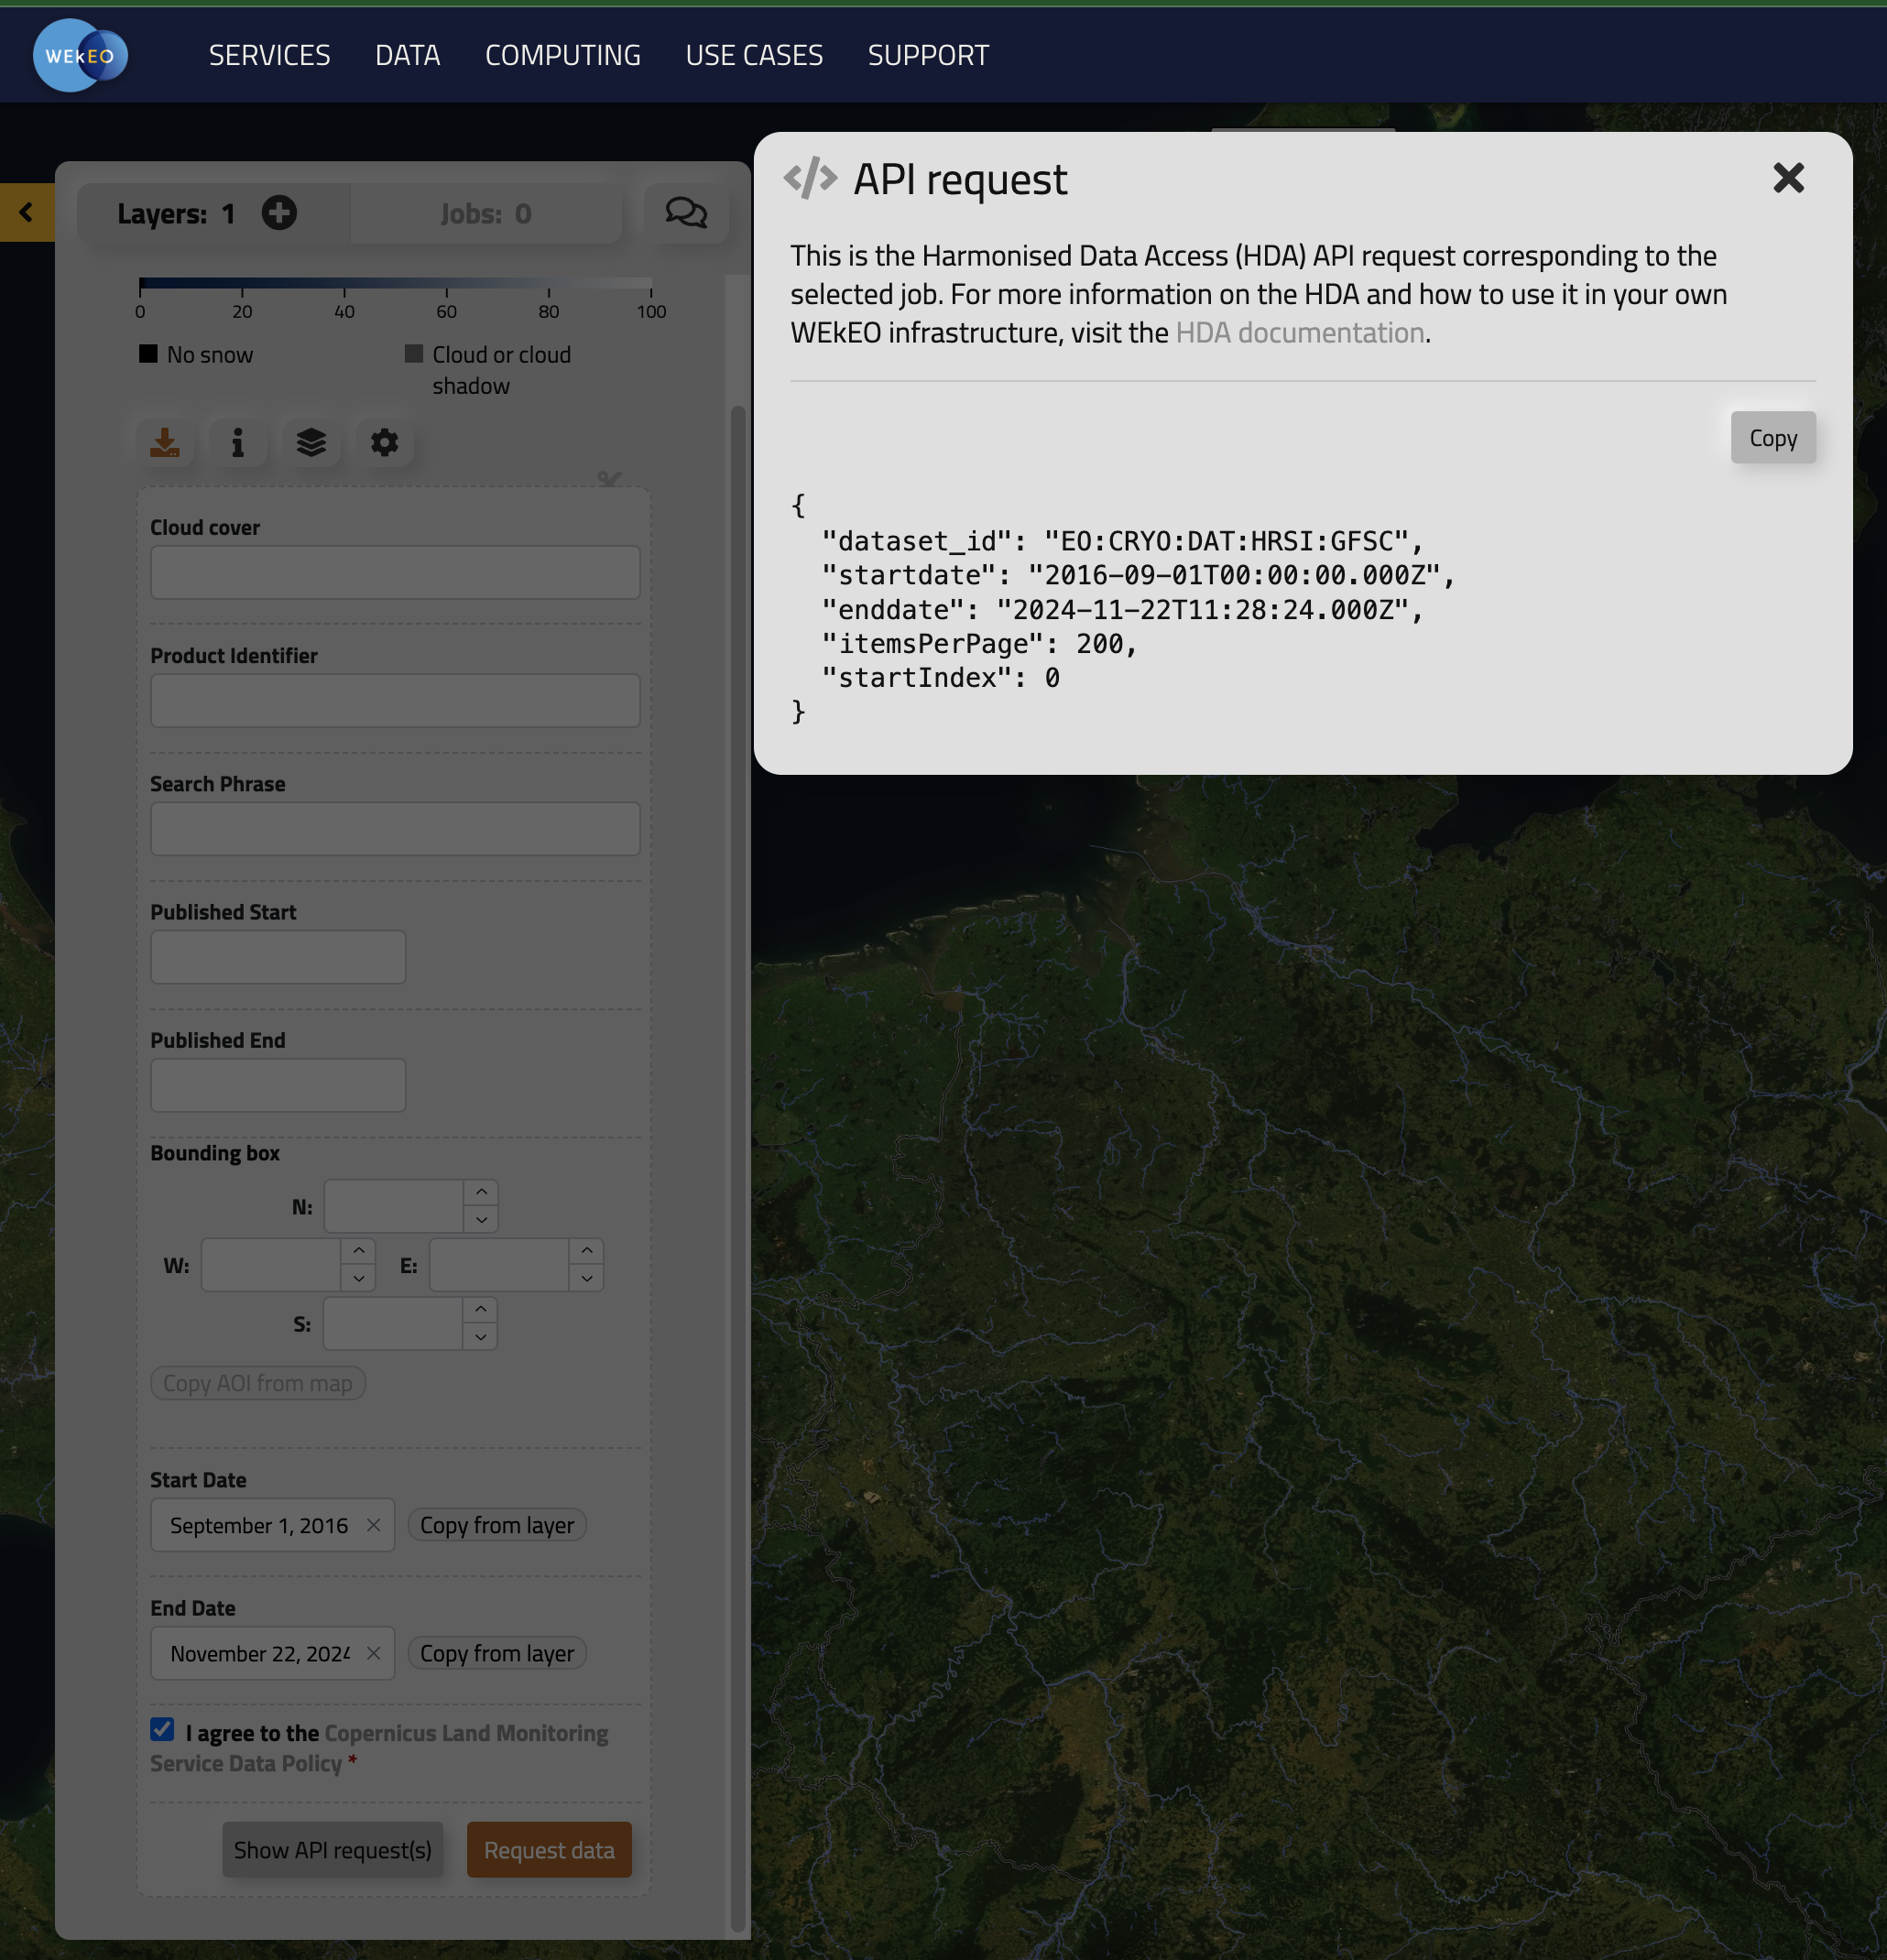 WEkEO
SERVICES DATA COMPUTING USE CASES SUPPORT
Layers: 1
Jobs: 0
0 20 40 60 80 100
No snow
Cloud or cloud
shadow
Cloud cover
Product Identifier
Search Phrase
Published Start
Published End
Bounding box
N:
W:
E:
S:
Copy AOI from map
Start Date
September 1, 2016
Copy from layer
End Date
November 22, 2024
Copy from layer
I agree to the Copernicus Land Monitoring
Service Data Policy *
Show API request(s)
Request data
</> API request
This is the Harmonised Data Access (HDA) API request corresponding to the
selected job. For more information on the HDA and how to use it in your own
WEkEO infrastructure, visit the HDA documentation.
Copy
{
"dataset_id": "EO:CRYO:DAT:HRSI:GFSC",
"startdate": "2016-09-01T00:00:00.000Z",
"enddate": "2024-11-22T11:28:24.000Z",
"itemsPerPage": 200,
"startIndex": 0
}